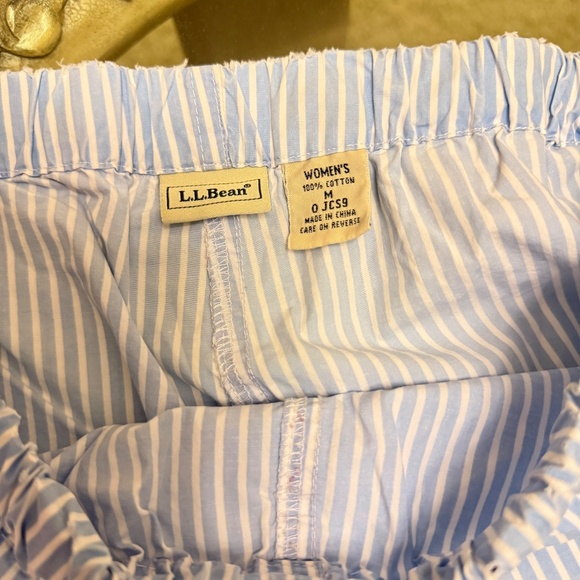 L.L.Bean®
WOMEN'S
100% COTTON
M
0 JCS9
MADE IN CHINA
CARE ON REVERSE